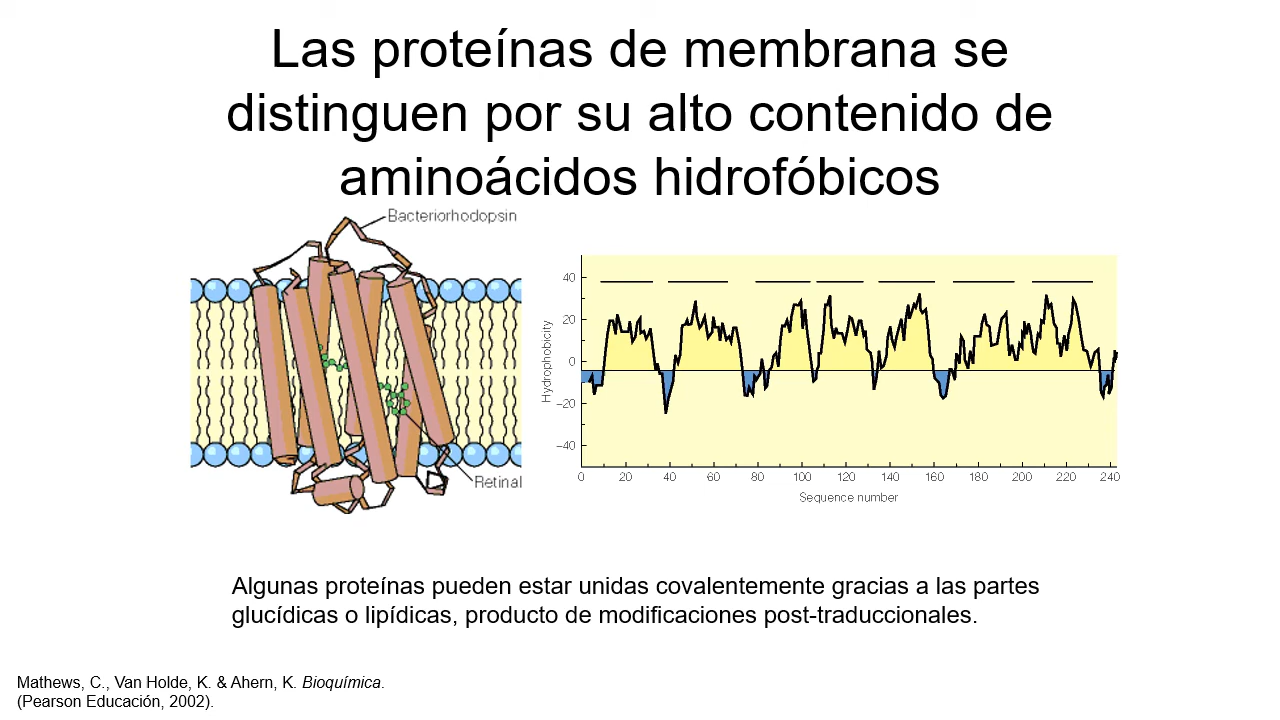 Las proteínas de membrana se
distinguen por su alto contenido de
aminoácidos hidrofóbicos
Bacteriorhodopsin
Retinal
Hydrophobicity
40
20
0
–20
–40
0 20 40 60 80 100 120 140 160 180 200 220 240
Sequence number
Algunas proteínas pueden estar unidas covalentemente gracias a las partes
glucídicas o lipídicas, producto de modificaciones post-traduccionales.
Mathews, C., Van Holde, K. & Ahern, K. Bioquímica.
(Pearson Educación, 2002).